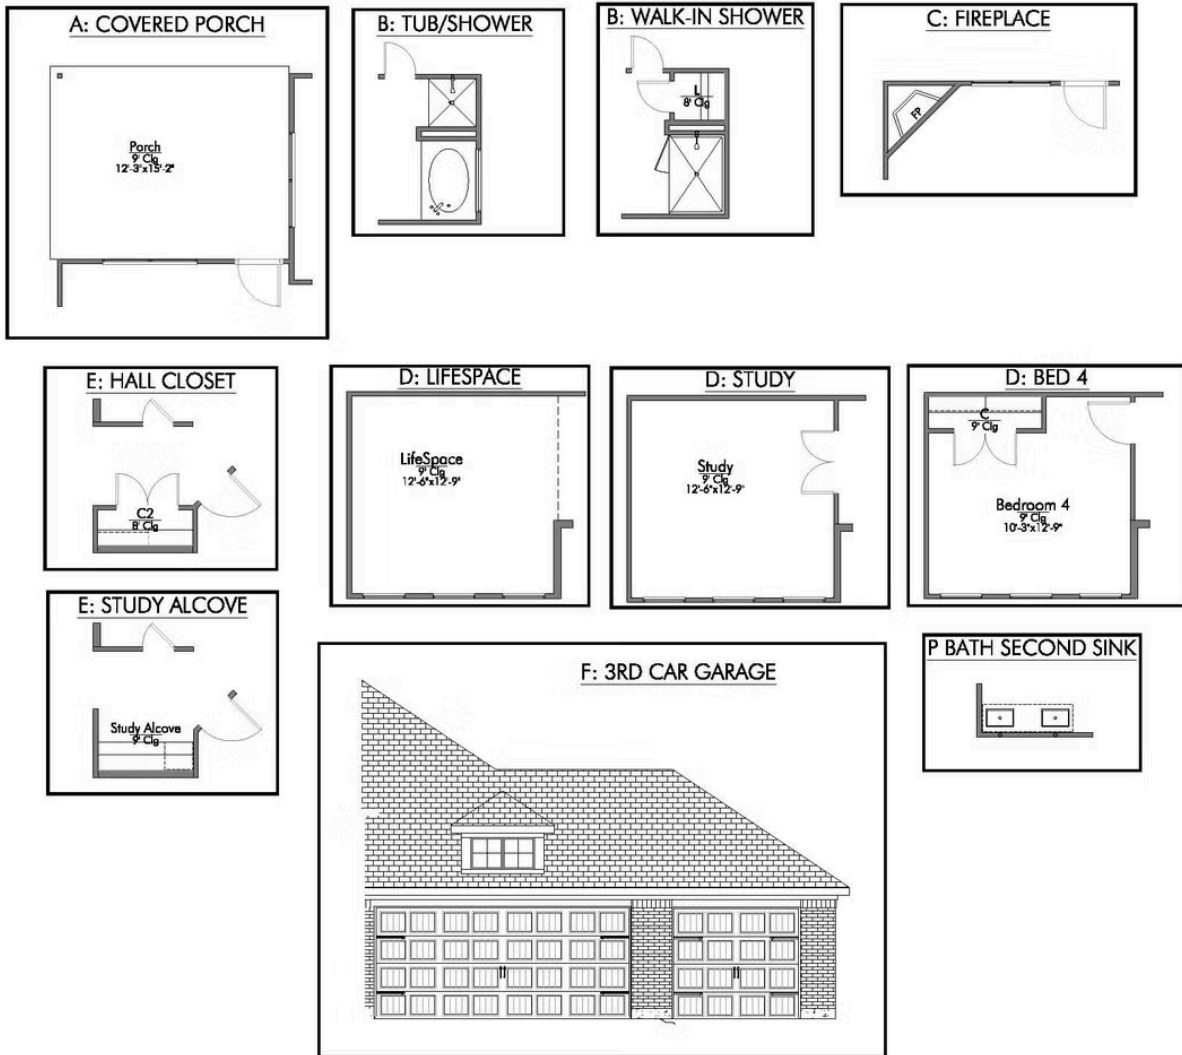 A: COVERED PORCH
Porch
9' Clg
12'-3"x15'-2"
B: TUB/SHOWER
B: WALK-IN SHOWER
L
8' Clg
C: FIREPLACE
FP
E: HALL CLOSET
C2
8' Clg
D: LIFESPACE
LifeSpace
9' Clg
12'-6"x12'-9"
D: STUDY
Study
9' Clg
12'-6"x12'-9"
D: BED 4
C
9' Clg
Bedroom 4
9' Clg
10'-3"x12'-9"
E: STUDY ALCOVE
Study Alcove
9' Clg
F: 3RD CAR GARAGE
P BATH SECOND SINK